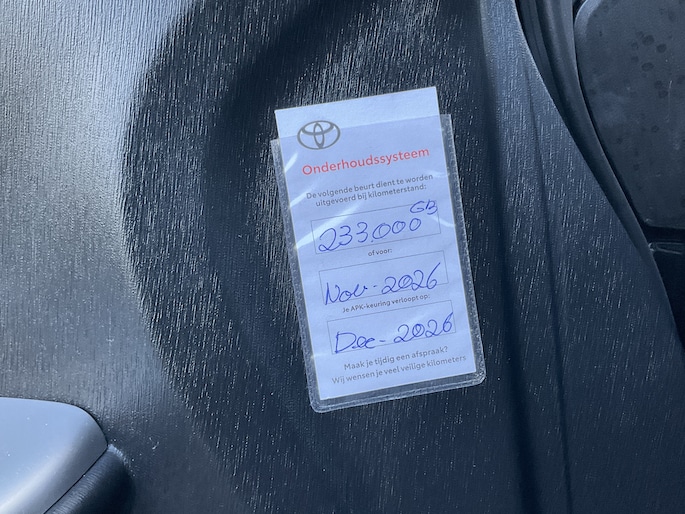 Onderhoudssysteem
De volgende beurt dient te worden
uitgevoerd bij kilometerstand:
233.000 GB
of voor:
Nov-2026
Je APK-keuring verloopt op:
Dec-2026
Maak je tijdig een afspraak?
Wij wensen je veel veilige kilometers